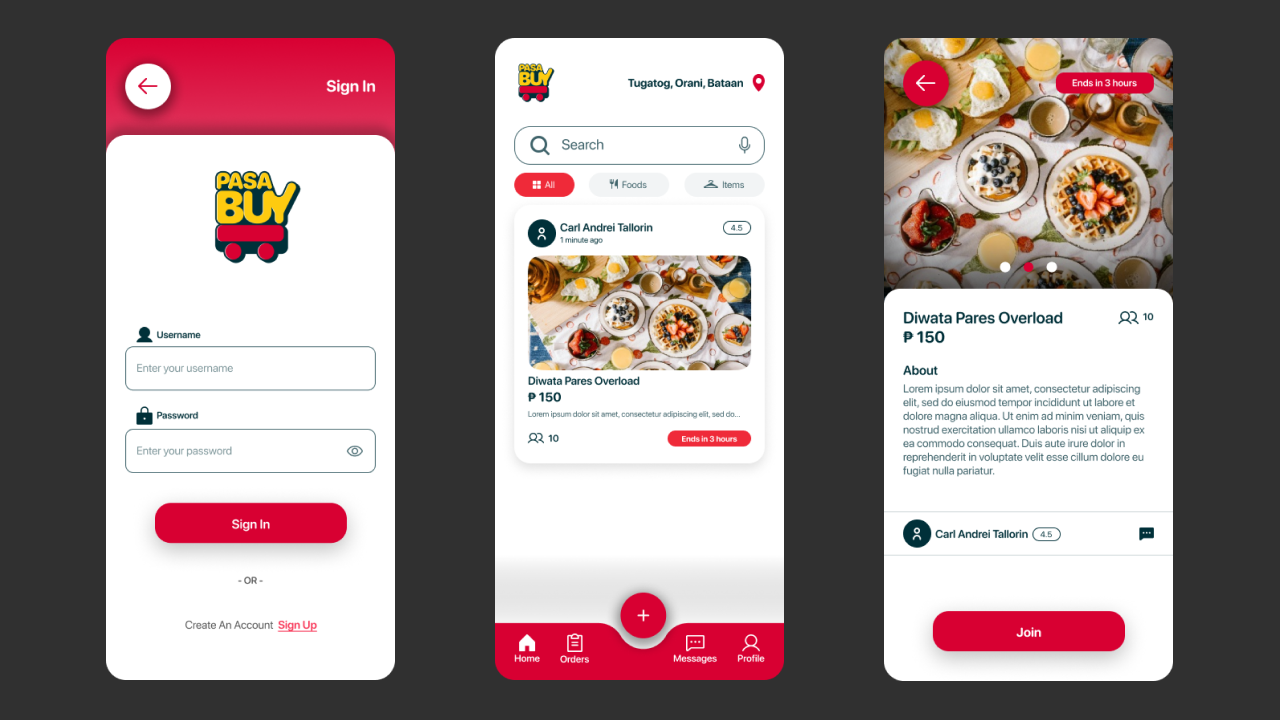 Sign In
PASA
BUY
Username
Enter your username
Password
Enter your password
Sign In
- OR -
Create An Account Sign Up
PASA
BUY
Tugatog, Orani, Bataan
Search
All
Foods
Items
Carl Andrei Tallorin
4.5
1 minute ago
Diwata Pares Overload
₱ 150
Lorem ipsum dolor sit amet, consectetur adipiscing elit, sed do...
10
Ends in 3 hours
Home
Orders
Messages
Profile
Ends in 3 hours
Diwata Pares Overload
10
₱ 150
About
Lorem ipsum dolor sit amet, consectetur adipiscing
elit, sed do eiusmod tempor incididunt ut labore et
dolore magna aliqua. Ut enim ad minim veniam, quis
nostrud exercitation ullamco laboris nisi ut aliquip ex
ea commodo consequat. Duis aute irure dolor in
reprehenderit in voluptate velit esse cillum dolore eu
fugiat nulla pariatur.
Carl Andrei Tallorin 4.5
Join